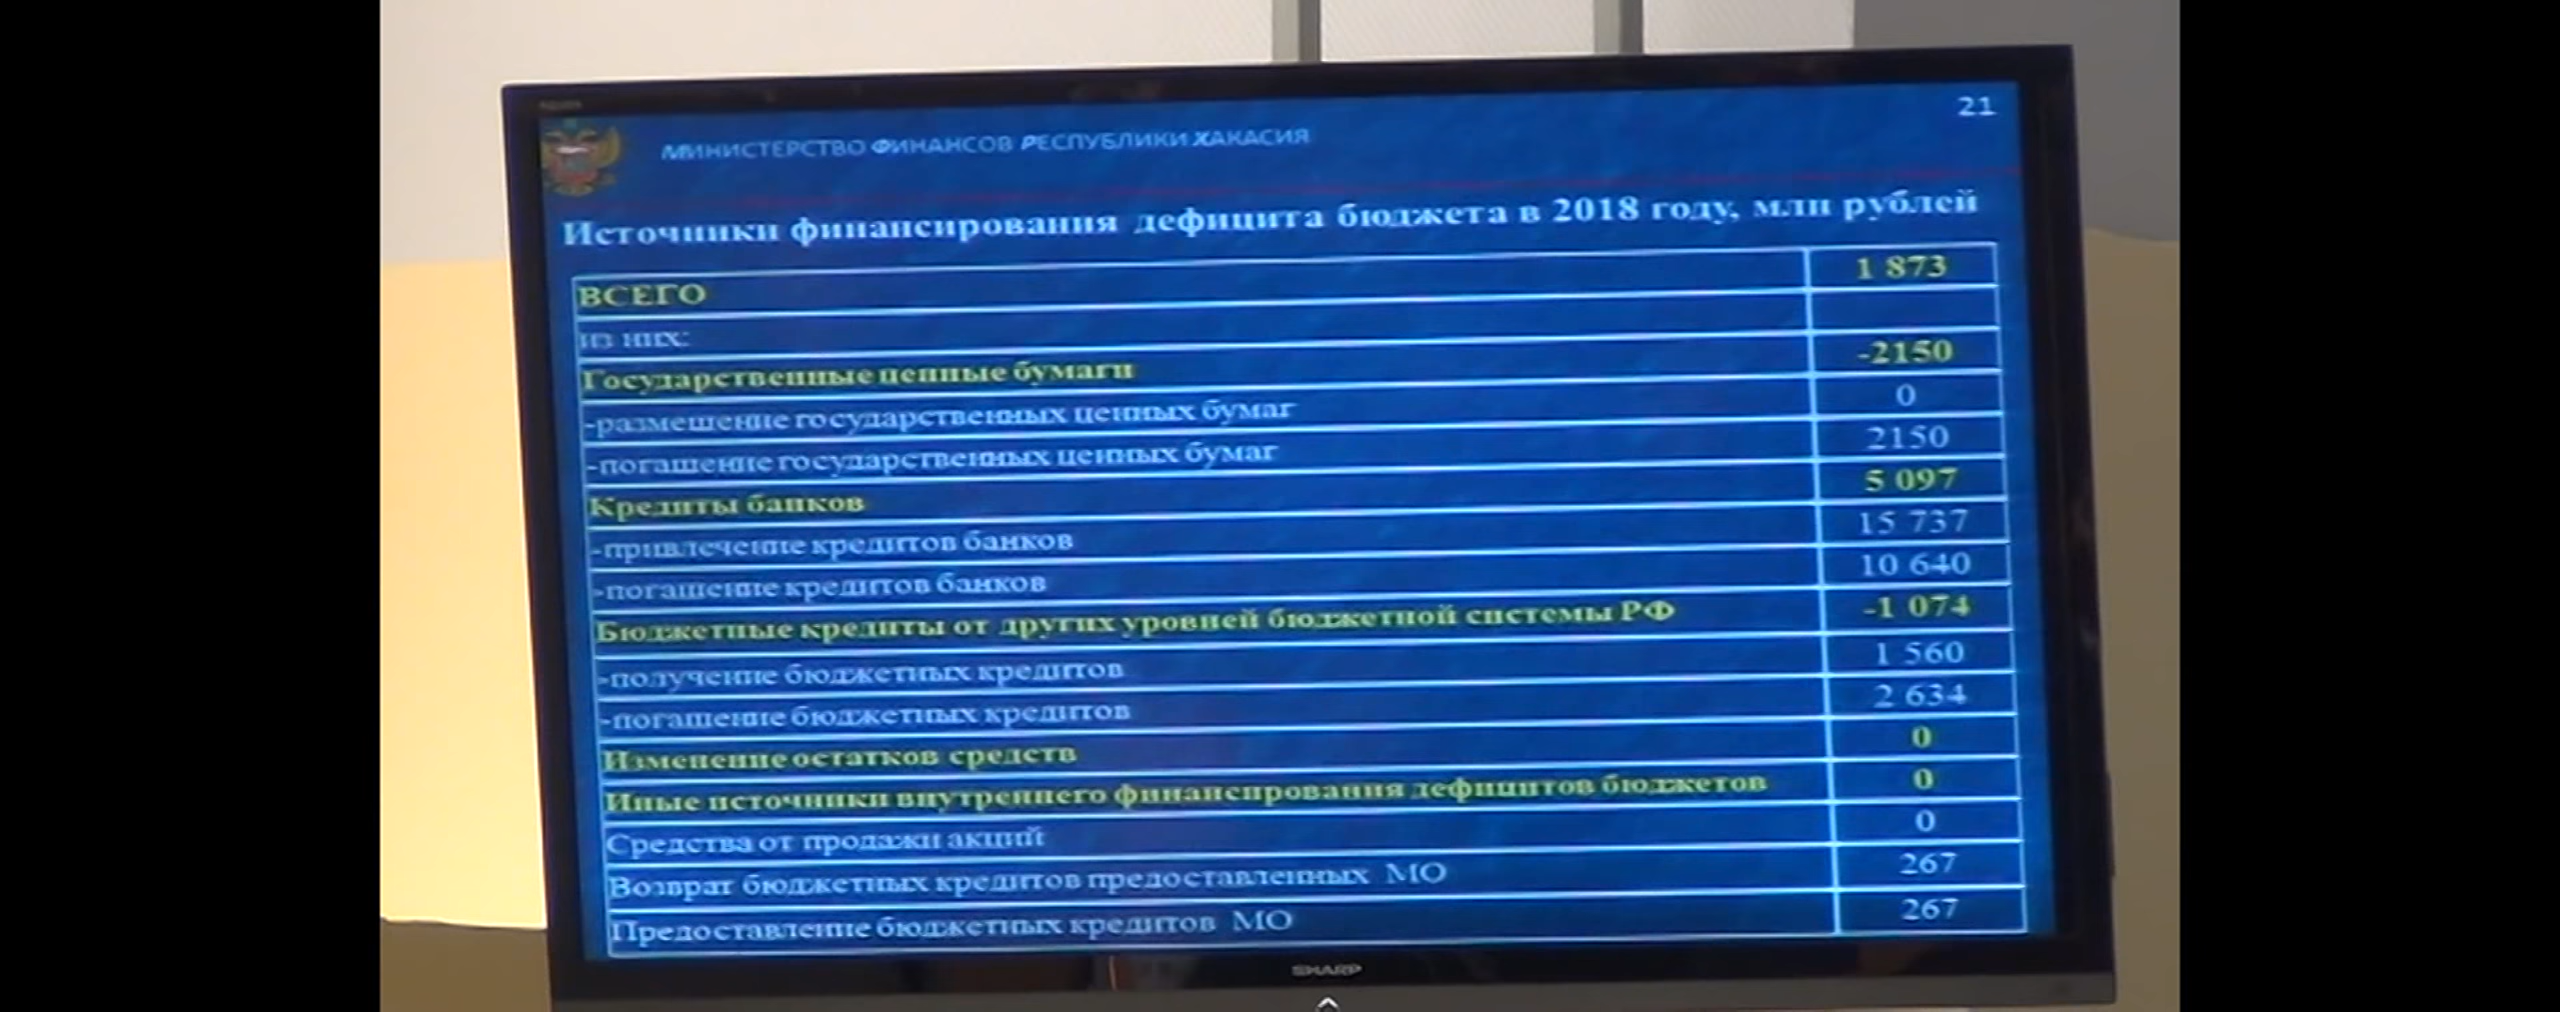 21
МИНИСТЕРСТВО ФИНАНСОВ РЕСПУБЛИКИ ХАКАСИЯ
Источники финансирования дефицита бюджета в 2018 году, млн рублей
ВСЕГО 1 873
из них:
Государственные ценные бумаги -2150
-размещение государственных ценных бумаг 0
-погашение государственных ценных бумаг 2150
Кредиты банков 5 097
-привлечение кредитов банков 15 737
-погашение кредитов банков 10 640
Бюджетные кредиты от других уровней бюджетной системы РФ -1 074
-получение бюджетных кредитов 1 560
-погашение бюджетных кредитов 2 634
Изменение остатков средств 0
Иные источники внутреннего финансирования дефицитов бюджетов 0
Средства от продажи акций 0
Возврат бюджетных кредитов предоставленных МО 267
Предоставление бюджетных кредитов МО 267
SHARP